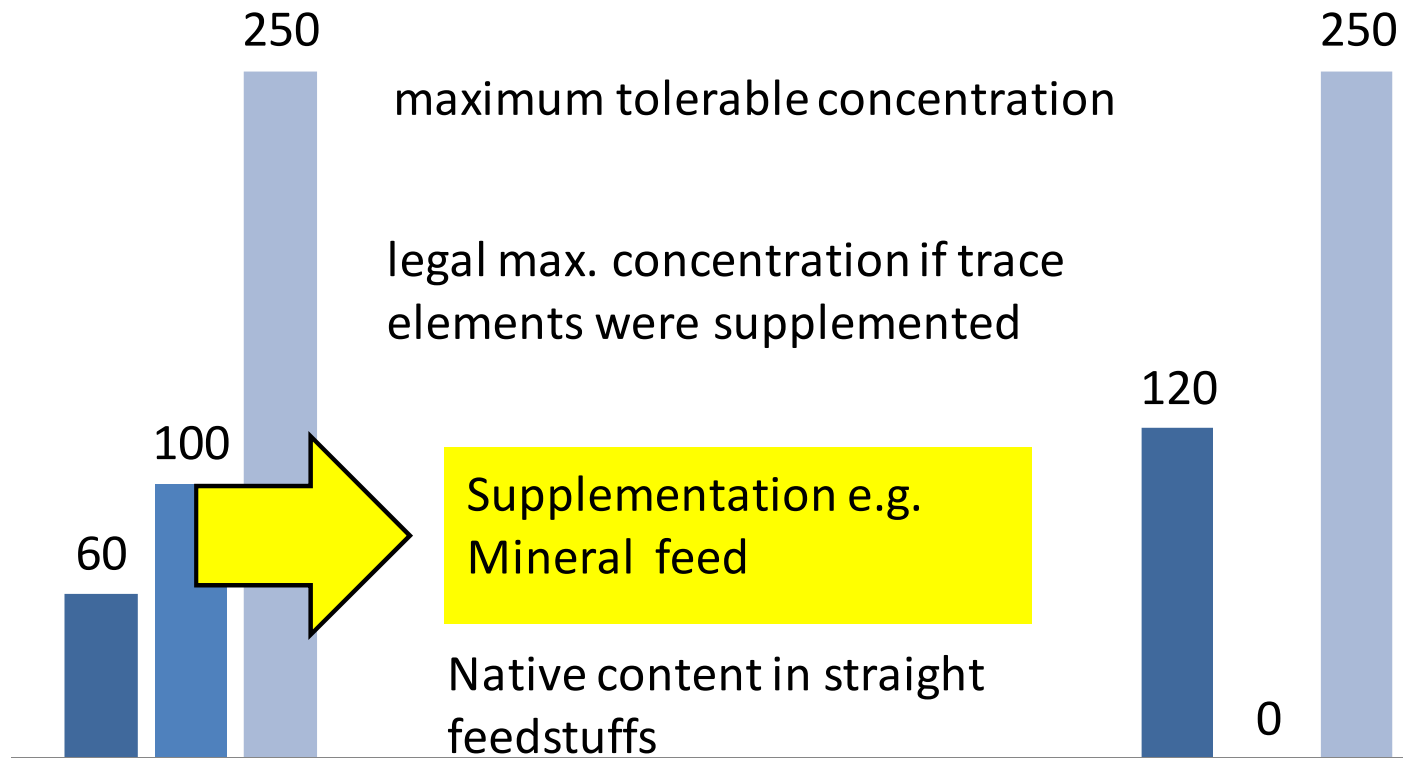 250
250
maximum tolerable concentration
legal max. concentration if trace
elements were supplemented
120
100
Supplementation e.g.
Mineral feed
60
Native content in straight
feedstuffs
0